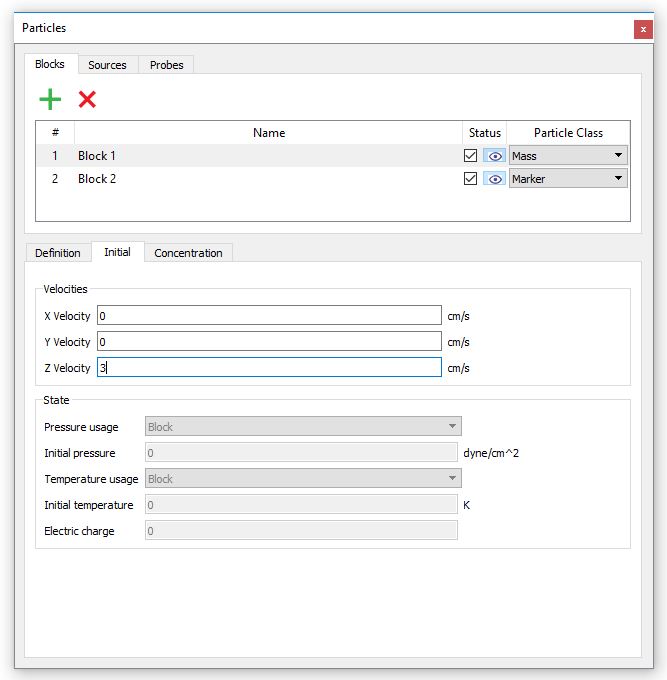 Particles
x
Blocks Sources Probes
# Name Status Particle Class
1 Block 1 Mass
2 Block 2 Marker
Definition Initial Concentration
Velocities
X Velocity 0 cm/s
Y Velocity 0 cm/s
Z Velocity 3 cm/s
State
Pressure usage Block
Initial pressure 0 dyne/cm^2
Temperature usage Block
Initial temperature 0 K
Electric charge 0